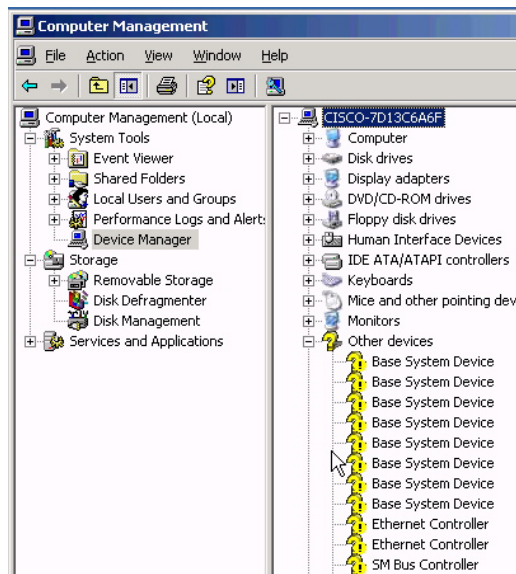 Computer Management
File Action View Window Help
Computer Management (Local)
System Tools
Event Viewer
Shared Folders
Local Users and Groups
Performance Logs and Alert:
Device Manager
Storage
Removable Storage
Disk Defragmenter
Disk Management
Services and Applications
CISCO-7D13C6A6F
Computer
Disk drives
Display adapters
DVD/CD-ROM drives
Floppy disk drives
Human Interface Devices
IDE ATA/ATAPI controllers
Keyboards
Mice and other pointing dev
Monitors
Other devices
Base System Device
Base System Device
Base System Device
Base System Device
Base System Device
Base System Device
Base System Device
Base System Device
Ethernet Controller
Ethernet Controller
SM Bus Controller